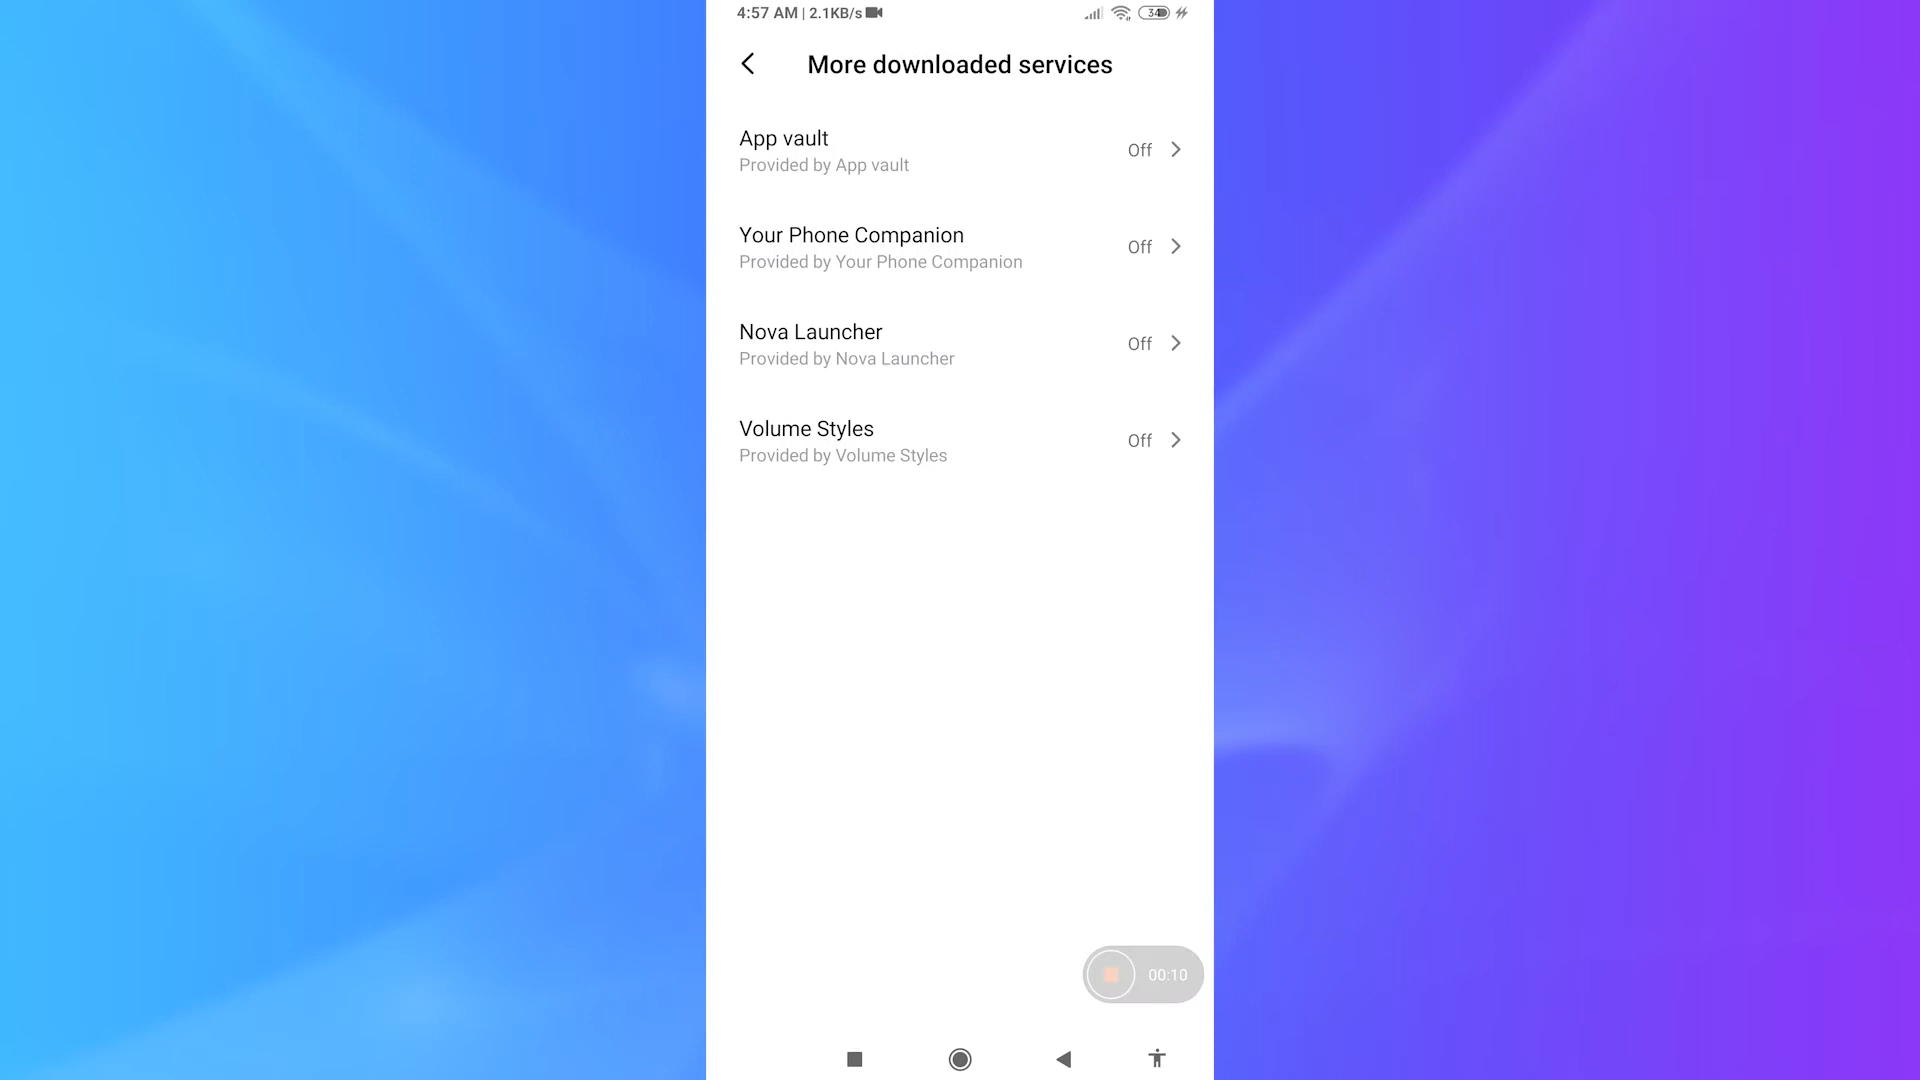 4:57 AM | 2.1KB/s
34
More downloaded services
App vault
Provided by App vault
Off
Your Phone Companion
Provided by Your Phone Companion
Off
Nova Launcher
Provided by Nova Launcher
Off
Volume Styles
Provided by Volume Styles
Off
00:10